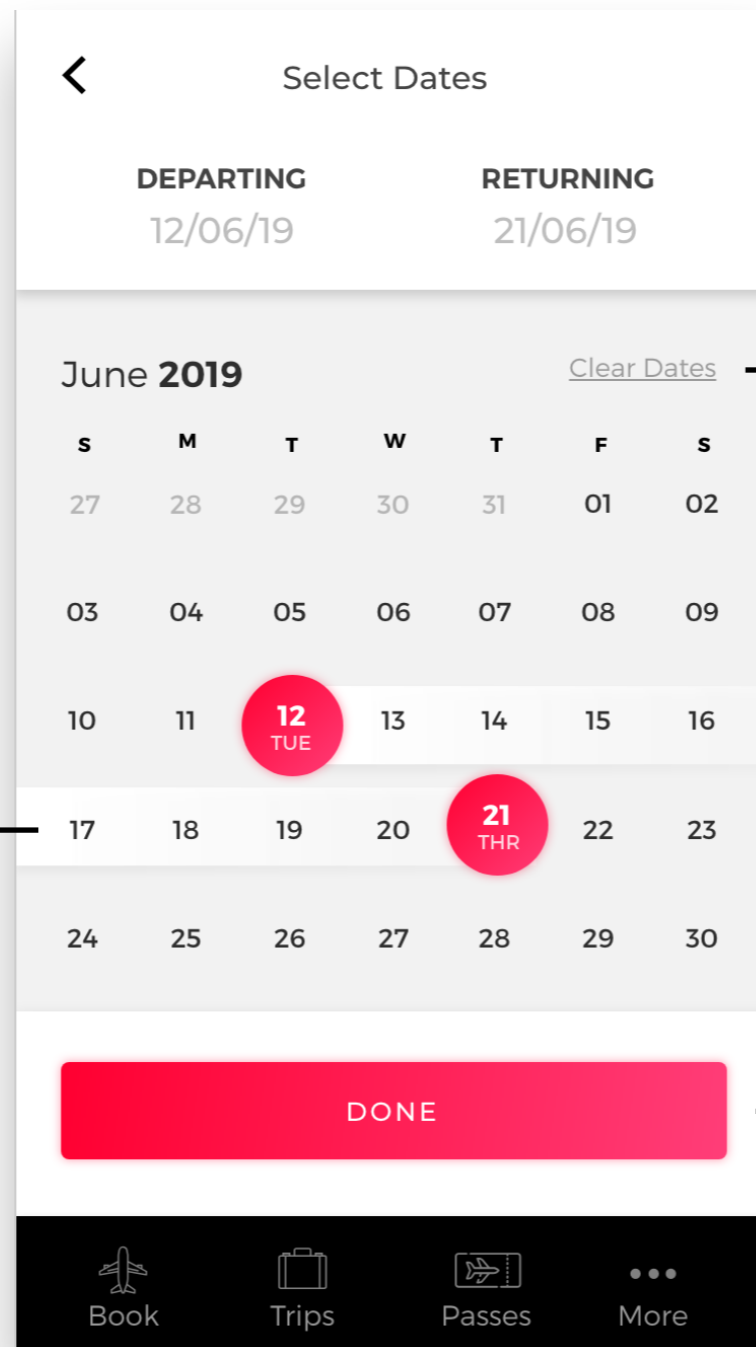 Select Dates
DEPARTING RETURNING
12/06/19 21/06/19
June 2019 Clear Dates
S M T W T F S
27 28 29 30 31 01 02
03 04 05 06 07 08 09
10 11 12 13 14 15 16
TUE
17 18 19 20 21 22 23
THR
24 25 26 27 28 29 30
DONE
Book Trips Passes More